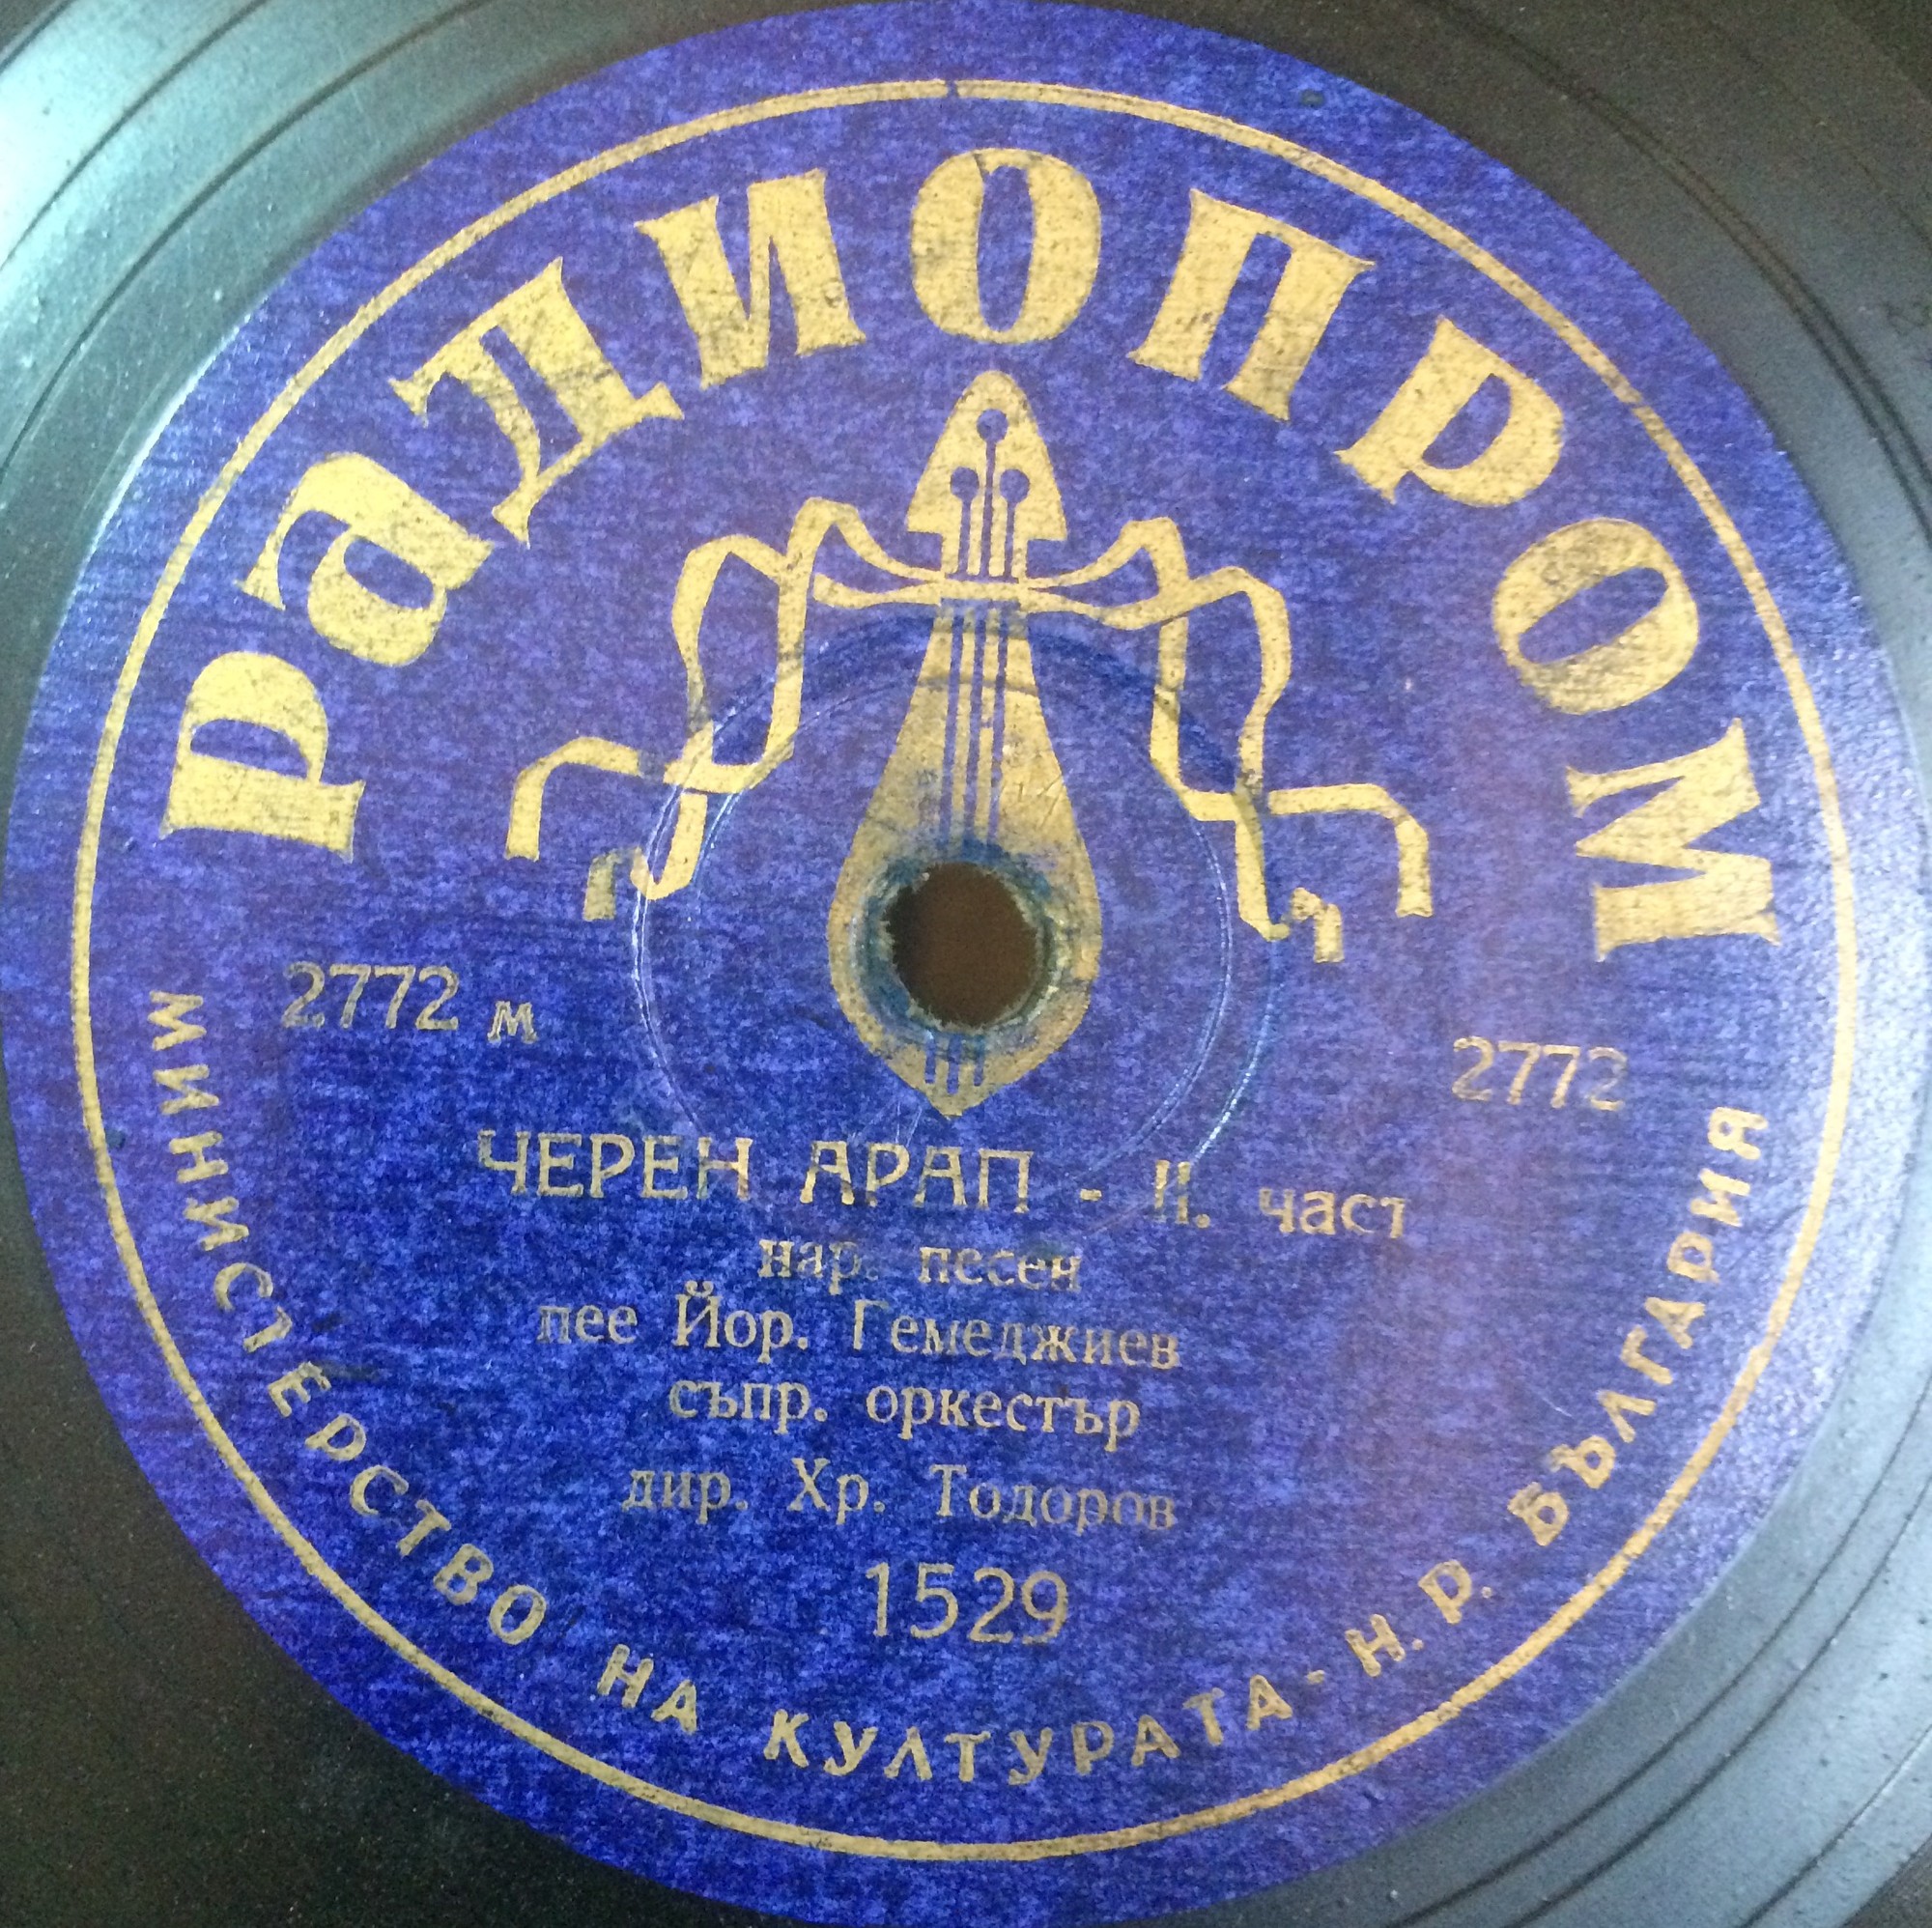 Радиопром
2772 м
2772
ЧЕРЕН АРАП - II. част
нар. песен
пее Йор. Гемеджиев
съпр. оркестър
дир. Хр. Тодоров
1529
МИНИСТЕРСТВО НА КУЛТУРАТА - Н. Р. БЪЛГАРИЯ